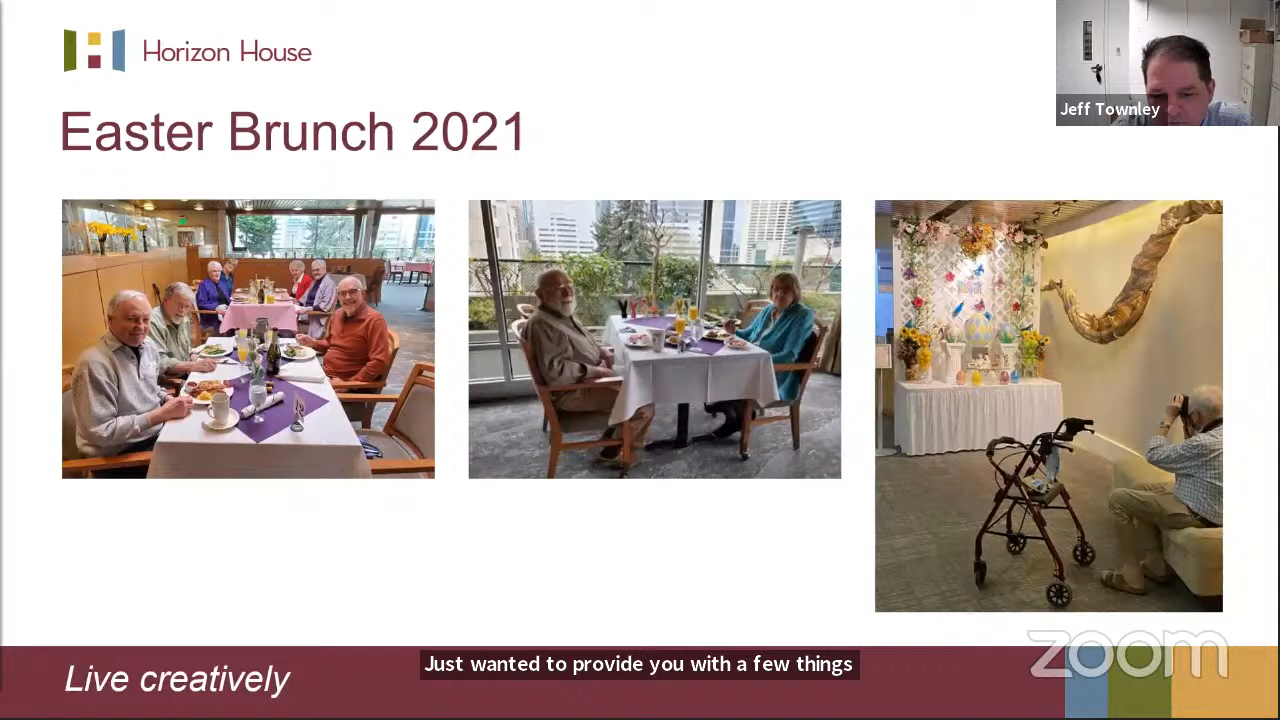 Horizon House
Jeff Townley
Easter Brunch 2021
Just wanted to provide you with a few things
zoom
Live creatively